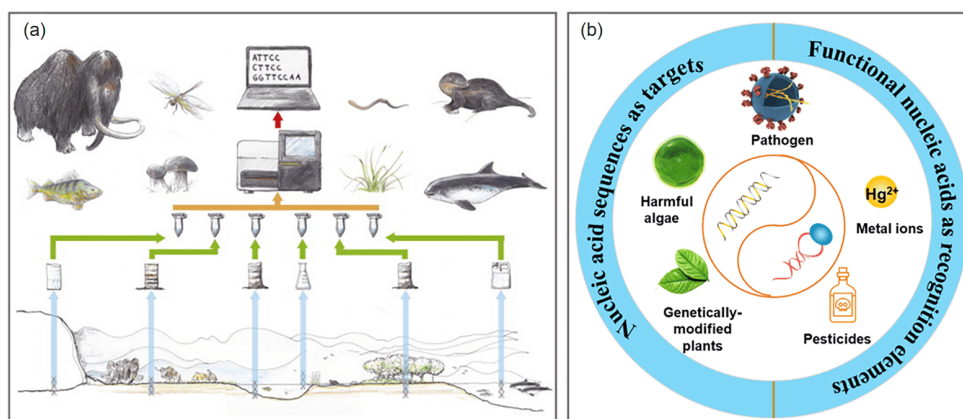 (a)
ATTCC
CTTCC
GGTTCCAA
(b)
Nucleic acid sequences as targets
Functional nucleic acids as recognition elements
Pathogen
Harmful
algae
Hg²⁺
Metal ions
Genetically-
modified
plants
Pesticides